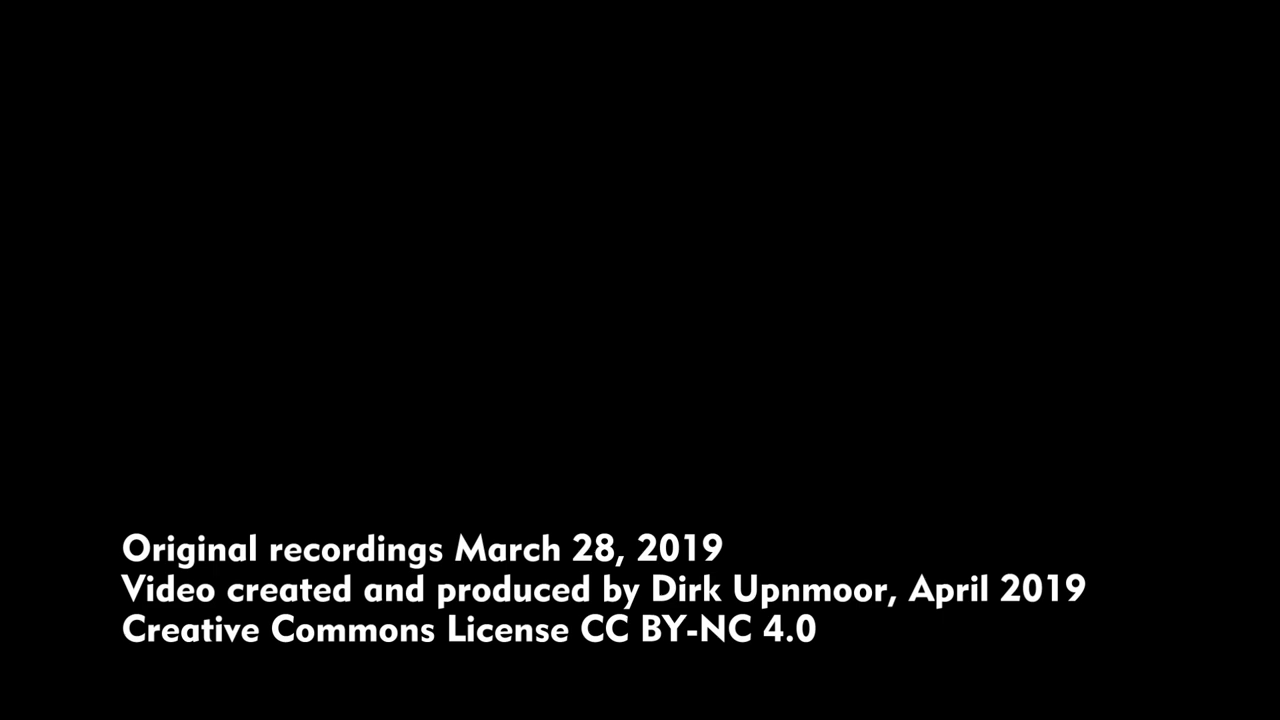 Original recordings March 28, 2019
Video created and produced by Dirk Upnmoor, April 2019
Creative Commons License CC BY-NC 4.0